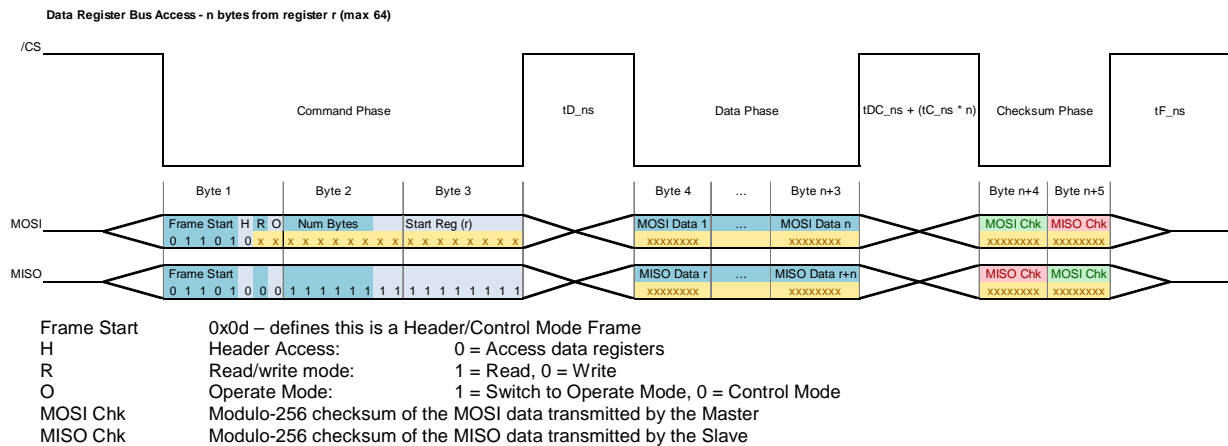 Data Register Bus Access - n bytes from register r (max 64)
/CS
Command Phase tD_ns Data Phase tDC_ns + (tC_ns * n) Checksum Phase tF_ns
Byte 1 Byte 2 Byte 3 Byte 4 ... Byte n+3 Byte n+4 Byte n+5
MOSI Frame Start H R O Num Bytes Start Reg (r) MOSI Data 1 ... MOSI Data n MOSI Chk MISO Chk
0 1 1 0 1 0 x x x x x x x x x x x x x x x x x x xxxxxxxx xxxxxxxx xxxxxxxx xxxxxxxx
MISO Frame Start MISO Data r ... MISO Data r+n MISO Chk MOSI Chk
0 1 1 0 1 0 0 0 1 1 1 1 1 1 1 1 1 1 1 1 1 1 1 1 xxxxxxxx xxxxxxxx xxxxxxxx xxxxxxxx
Frame Start 0x0d – defines this is a Header/Control Mode Frame
H Header Access: 0 = Access data registers
R Read/write mode: 1 = Read, 0 = Write
O Operate Mode: 1 = Switch to Operate Mode, 0 = Control Mode
MOSI Chk Modulo-256 checksum of the MOSI data transmitted by the Master
MISO Chk Modulo-256 checksum of the MISO data transmitted by the Slave